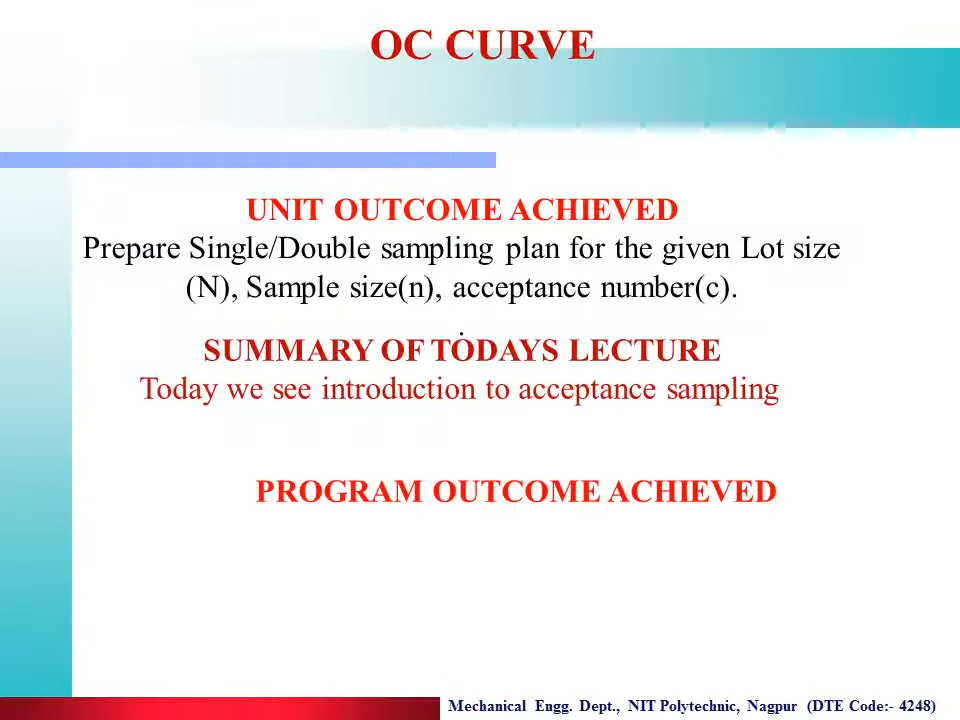 OC CURVE
UNIT OUTCOME ACHIEVED
Prepare Single/Double sampling plan for the given Lot size
(N), Sample size(n), acceptance number(c).
.
SUMMARY OF TODAYS LECTURE
Today we see introduction to acceptance sampling
PROGRAM OUTCOME ACHIEVED
Mechanical Engg. Dept., NIT Polytechnic, Nagpur (DTE Code:- 4248)